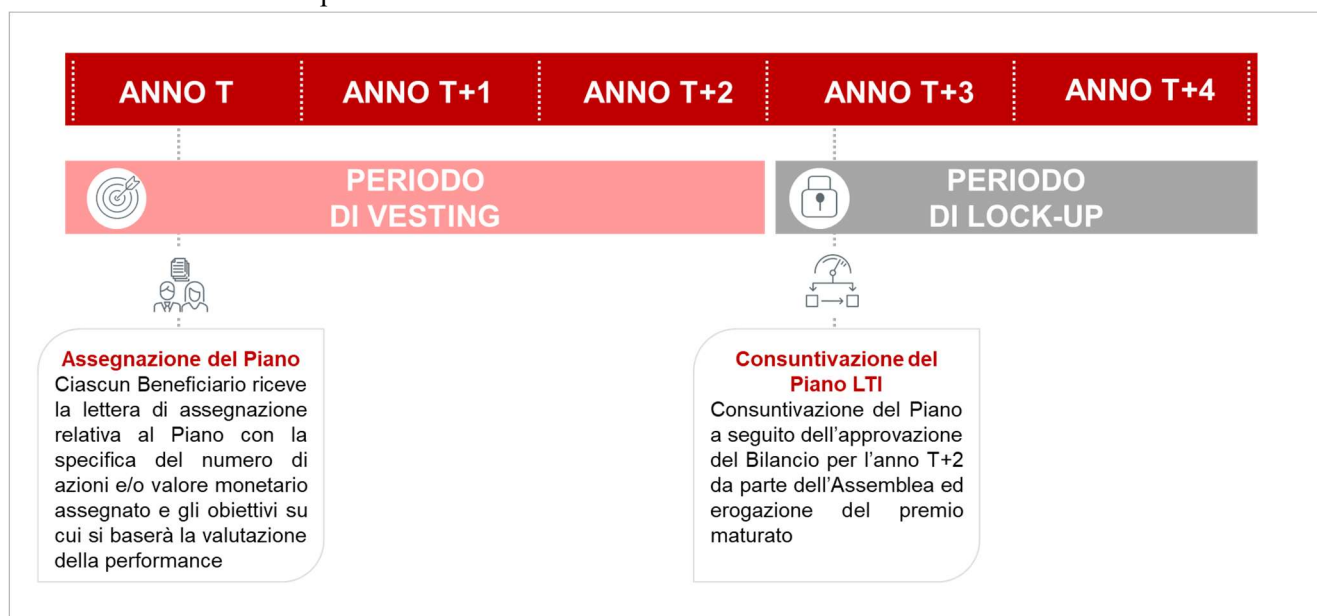 ANNO T
ANNO T+1
ANNO T+2
ANNO T+3
ANNO T+4
PERIODO
DI VESTING
PERIODO
DI LOCK-UP
Assegnazione del Piano
Ciascun Beneficiario riceve
la lettera di assegnazione
relativa al Piano con la
specifica del numero di
azioni e/o valore monetario
assegnato e gli obiettivi su
cui si baserà la valutazione
della performance
Consuntivazione del
Piano LTI
Consuntivazione del Piano
a seguito dell'approvazione
del Bilancio per l'anno T+2
da parte dell'Assemblea ed
erogazione del premio
maturato